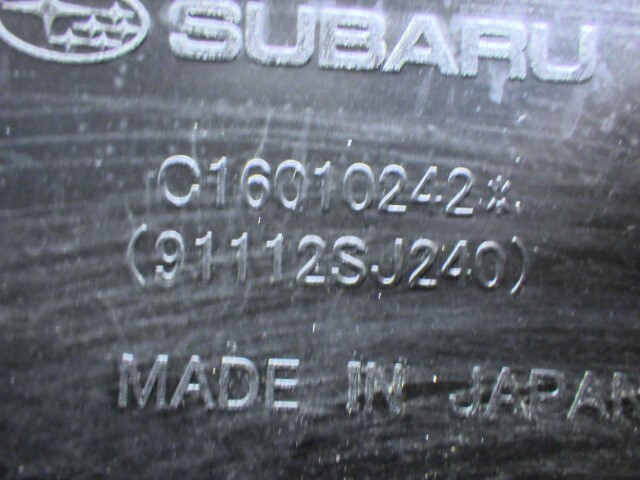 SUBARU
C16010242*
(91112SJ240)
MADE IN JAPAN